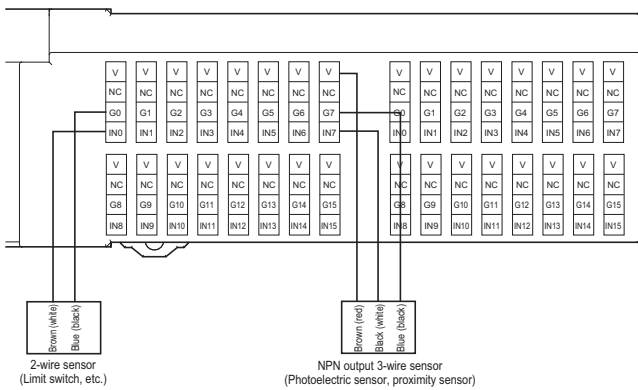 V V V V V V V V V V V V V V V V
NC NC NC NC NC NC NC NC NC NC NC NC NC NC NC NC
G0 G1 G2 G3 G4 G5 G6 G7 G0 G1 G2 G3 G4 G5 G6 G7
IN0 IN1 IN2 IN3 IN4 IN5 IN6 IN7 IN0 IN1 IN2 IN3 IN4 IN5 IN6 IN7
V V V V V V V V V V V V V V V V
NC NC NC NC NC NC NC NC NC NC NC NC NC NC NC NC
G8 G9 G10 G11 G12 G13 G14 G15 G8 G9 G10 G11 G12 G13 G14 G15
IN8 IN9 IN10 IN11 IN12 IN13 IN14 IN15 IN8 IN9 IN10 IN11 IN12 IN13 IN14 IN15
Brown (white)
Blue (black)
2-wire sensor
(Limit switch, etc.)
Brown (red)
Black (white)
Blue (black)
NPN output 3-wire sensor
(Photoelectric sensor, proximity sensor)